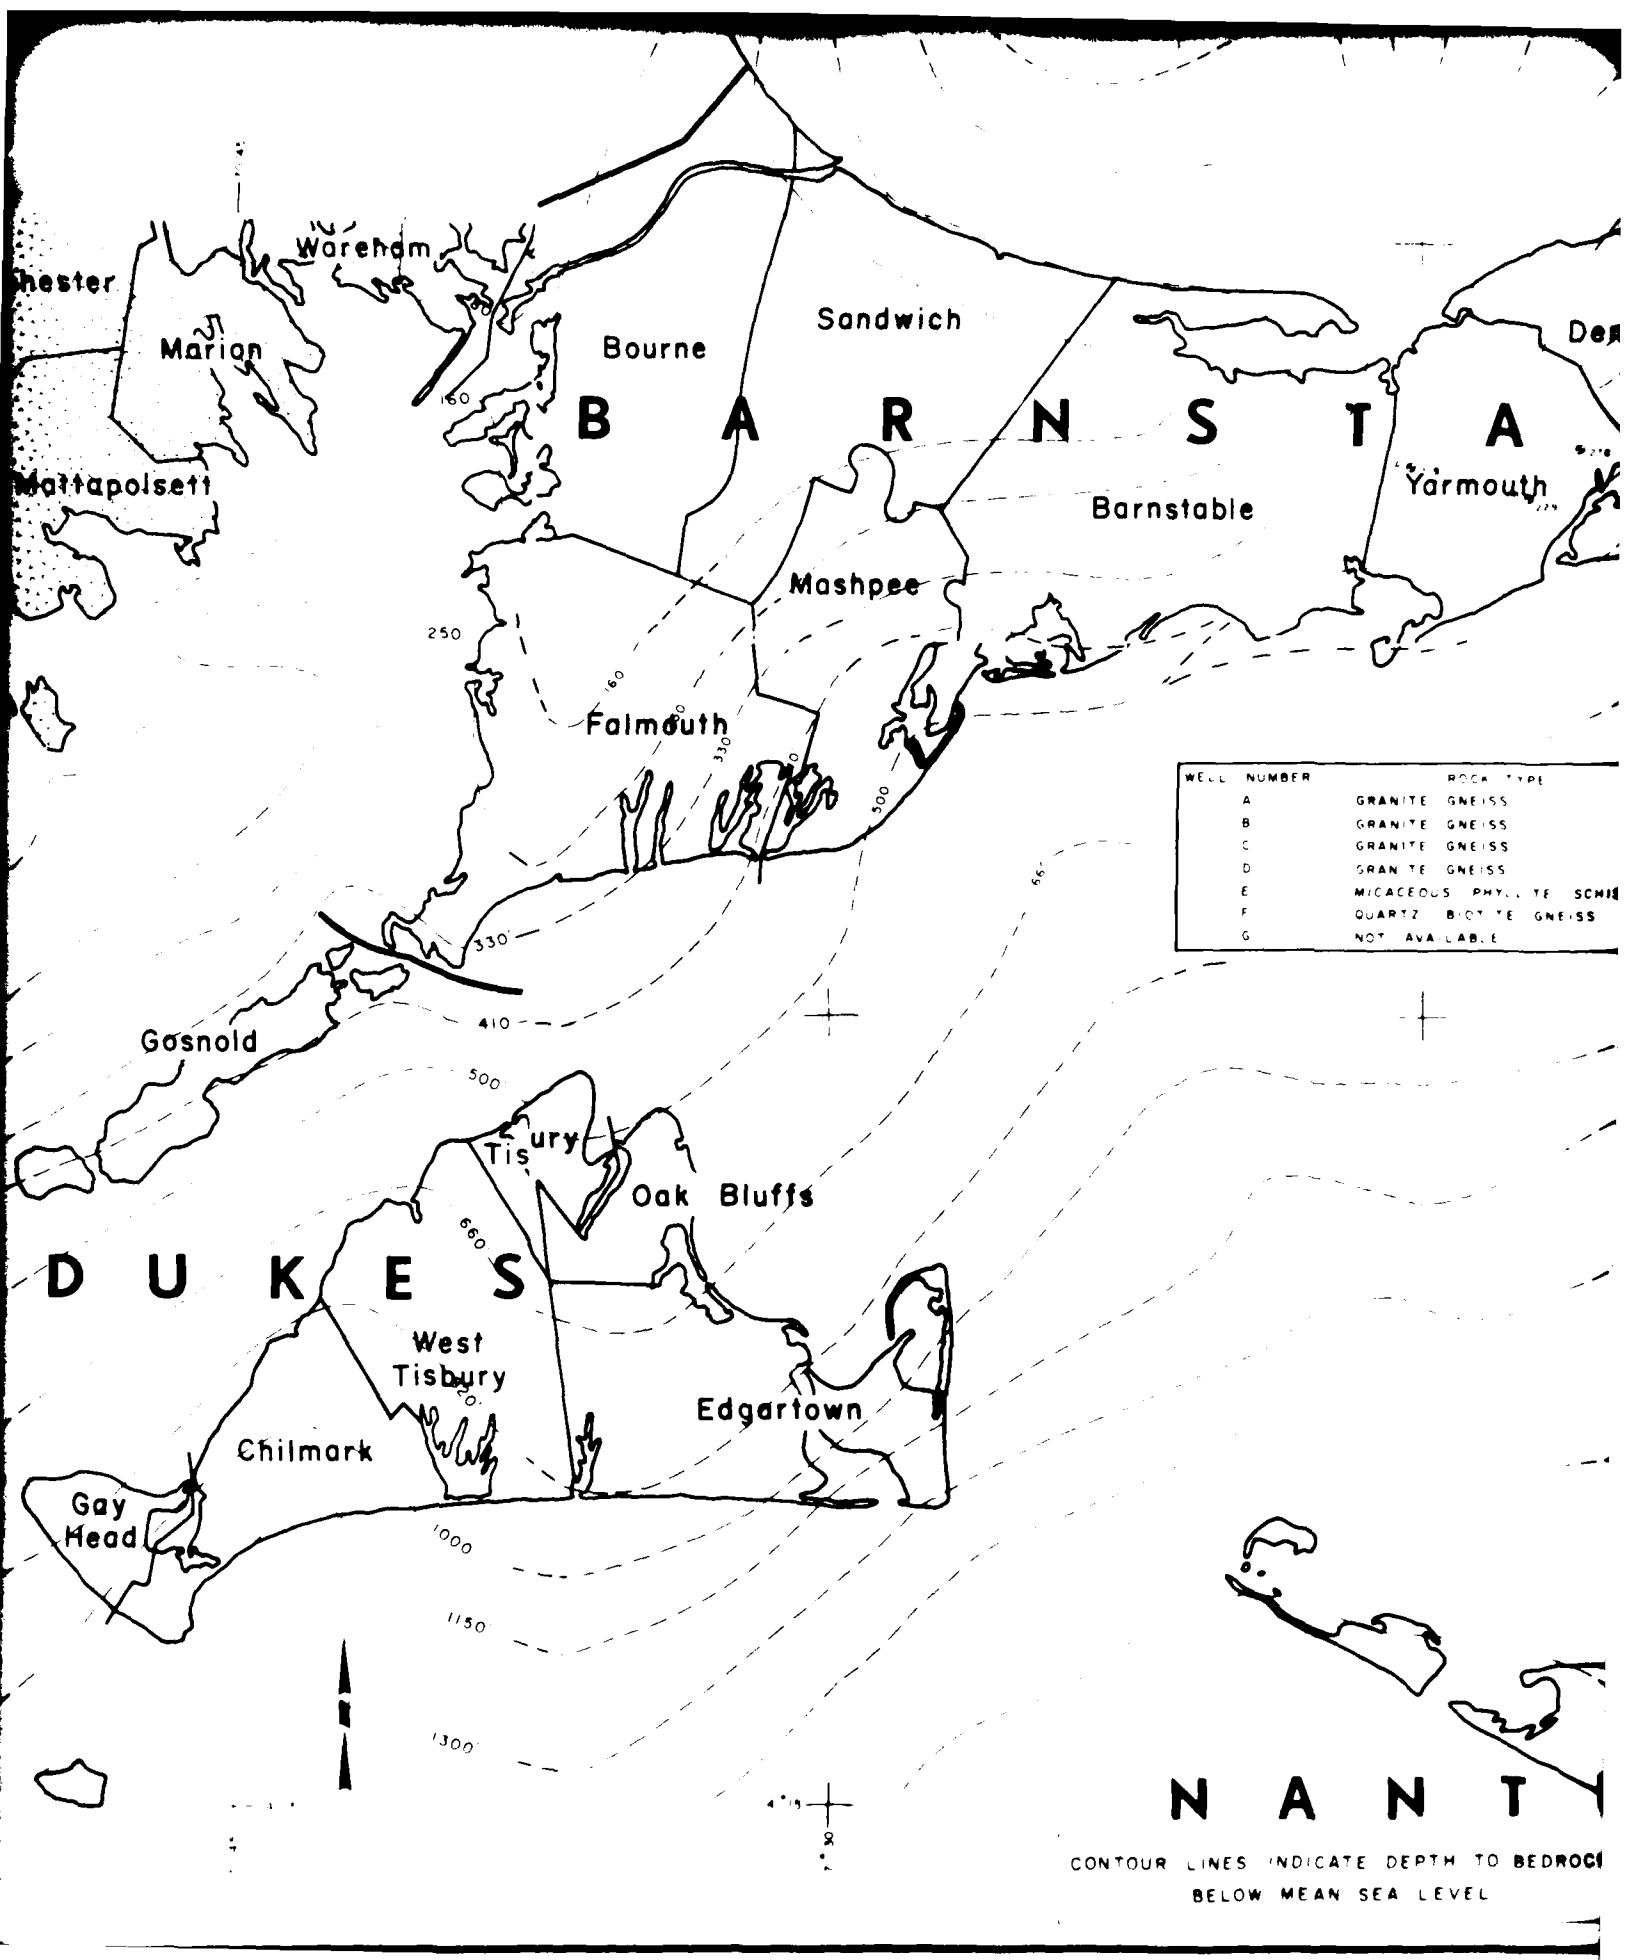 Wareham
hester
Marion
Bourne
Sandwich
160
B A R N S T A
Mattapoisett
Barnstable
Yarmouth
Mashpee
250
160
Falmouth
330
500
WELL NUMBER ROCK TYPE
A GRANITE GNEISS
B GRANITE GNEISS
C GRANITE GNEISS
D GRANITE GNEISS
E MICACEOUS PHYLLITE SCHIS
F QUARTZ BIOTITE GNEISS
G NOT AVAILABLE
330
410
Gosnold
500
Tisbury
Oak Bluffs
660
D U K E S
West
Tisbury
Edgartown
Chilmark
Gay
Head
1000
1150
1300
N A N T
CONTOUR LINES INDICATE DEPTH TO BEDROC
BELOW MEAN SEA LEVEL